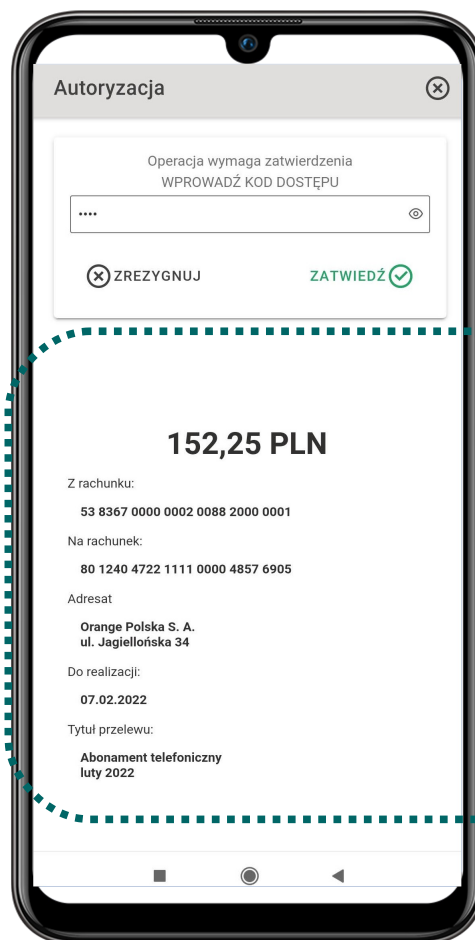 Autoryzacja
Operacja wymaga zatwierdzenia
WPROWADŹ KOD DOSTĘPU
••••
ZREZYGNUJ
ZATWIEDŹ
152,25 PLN
Z rachunku:
53 8367 0000 0002 0088 2000 0001
Na rachunek:
80 1240 4722 1111 0000 4857 6905
Adresat
Orange Polska S. A.
ul. Jagiellońska 34
Do realizacji:
07.02.2022
Tytuł przelewu:
Abonament telefoniczny
luty 2022